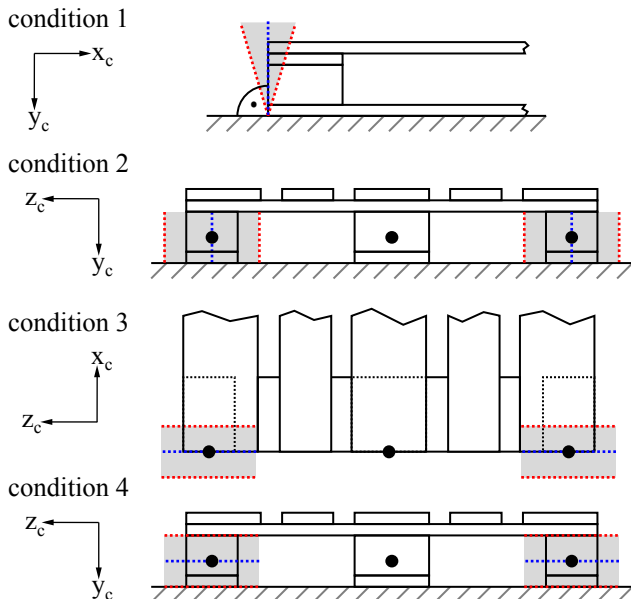 condition 1
x_c
y_c
condition 2
z_c
y_c
condition 3
x_c
z_c
condition 4
z_c
y_c